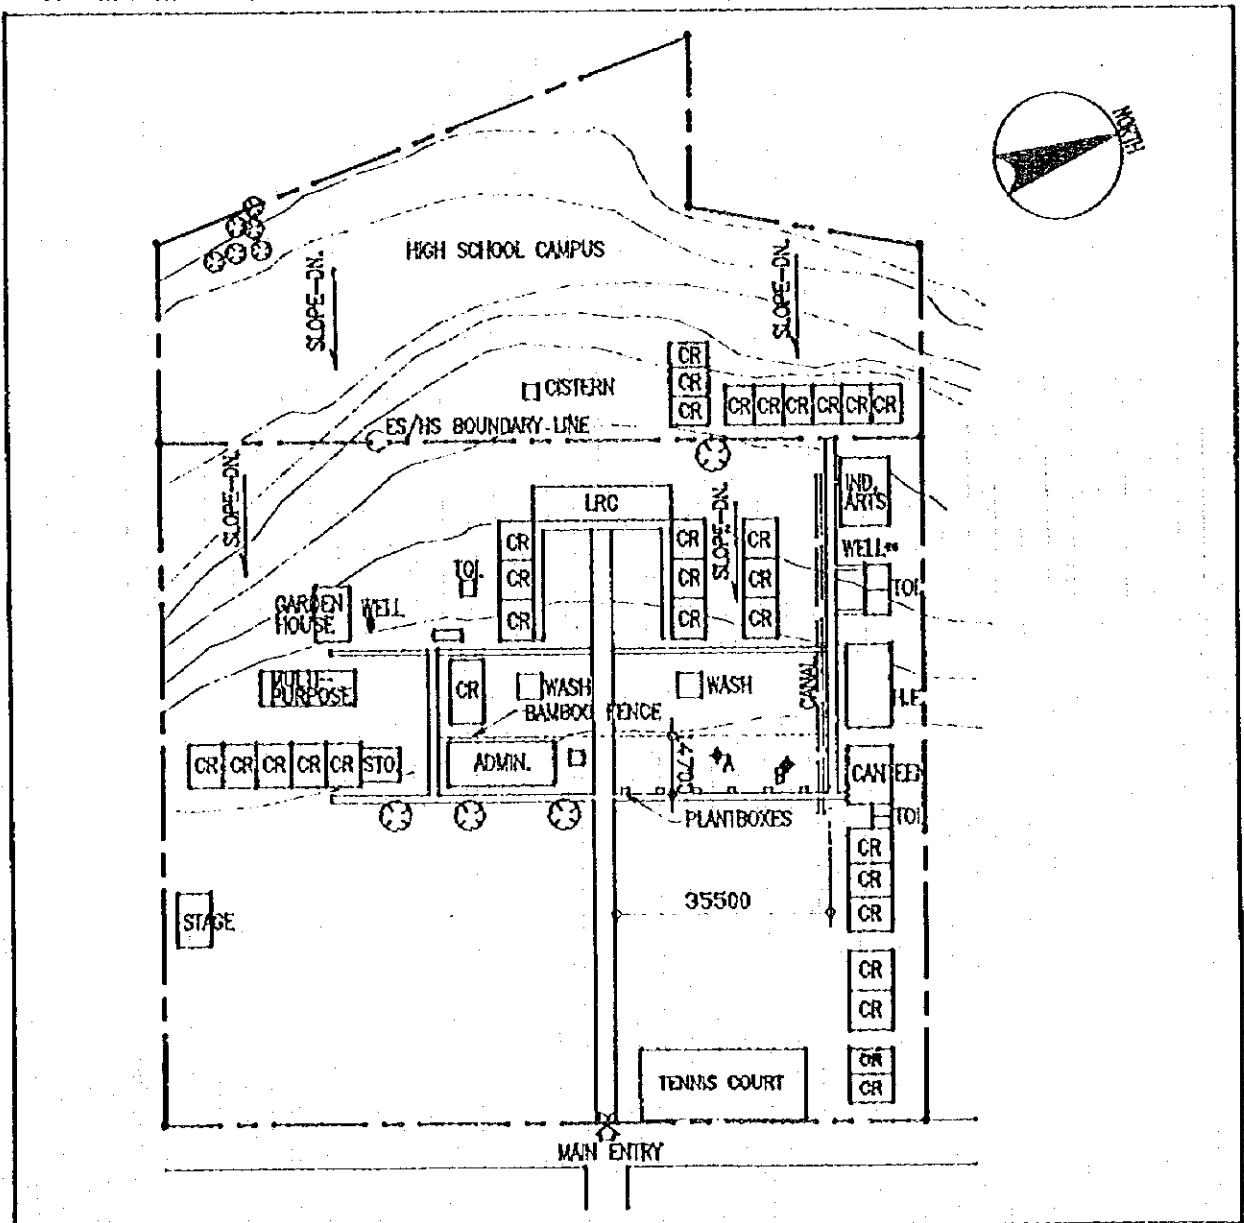 NORTH
HIGH SCHOOL CAMPUS
SLOPE-DN.
SLOPE-DN.
CR
CR
CR
CISTERN
CR CR CR CR CR CR
ES/HS BOUNDARY LINE
SLOPE-DN.
IND.
ARTS
LRC
SLOPE-DN.
CR
CR
CR
CR
CR
CR
CR
CR
CR
WELL
TOI.
TOI.
GARDEN
HOUSE
WELL
MULTI-
PURPOSE
CR
WASH
WASH
CANAL
H.E
BAMBOO FENCE
CR CR CR CR CR STO.
ADMIN.
A
B
CANTEEN
PLANTBOXES
TOI.
CR
CR
CR
STAGE
35500
CR
CR
TENNIS COURT
CR
CR
MAIN ENTRY